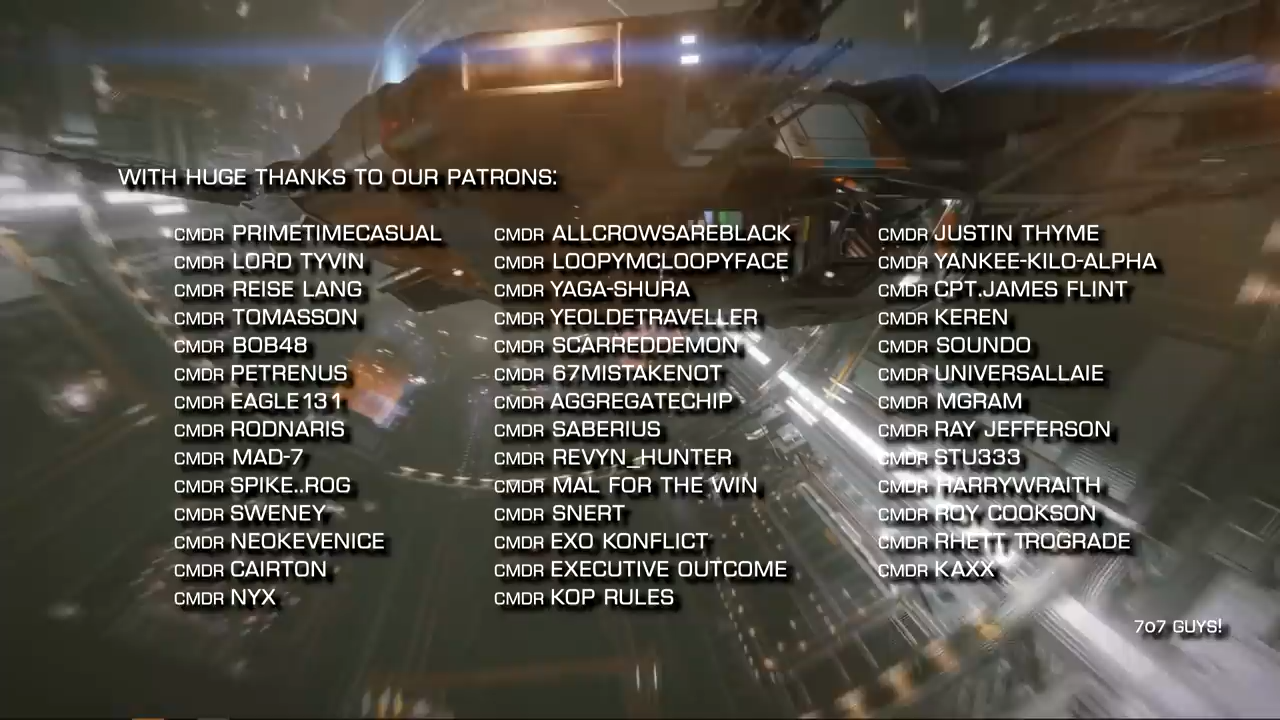 WITH HUGE THANKS TO OUR PATRONS:
CMDR PRIMETIMECASUAL
CMDR LORD TYVIN
CMDR REISE LANG
CMDR TOMASSON
CMDR BOB48
CMDR PETRENUS
CMDR EAGLE131
CMDR RODNARIS
CMDR MAD-7
CMDR SPIKE..ROG
CMDR SWENEY
CMDR NEOKEVENICE
CMDR CAIRTON
CMDR NYX
CMDR ALLCROWSAREBLACK
CMDR LOOPYMCLOOPYFACE
CMDR YAGA-SHURA
CMDR YEOLDETRAVELLER
CMDR SCARREDDEMON
CMDR 67MISTAKENOT
CMDR AGGREGATECHIP
CMDR SABERIUS
CMDR REVYN_HUNTER
CMDR MAL FOR THE WIN
CMDR SNERT
CMDR EXO KONFLICT
CMDR EXECUTIVE OUTCOME
CMDR KOP RULES
CMDR JUSTIN THYME
CMDR YANKEE-KILO-ALPHA
CMDR CPT.JAMES FLINT
CMDR KEREN
CMDR SOUNDO
CMDR UNIVERSALLAIE
CMDR MGRAM
CMDR RAY JEFFERSON
CMDR STU333
CMDR HARRYWRAITH
CMDR ROY COOKSON
CMDR RHETT TROGRADE
CMDR KAXX
7o7 GUYS!